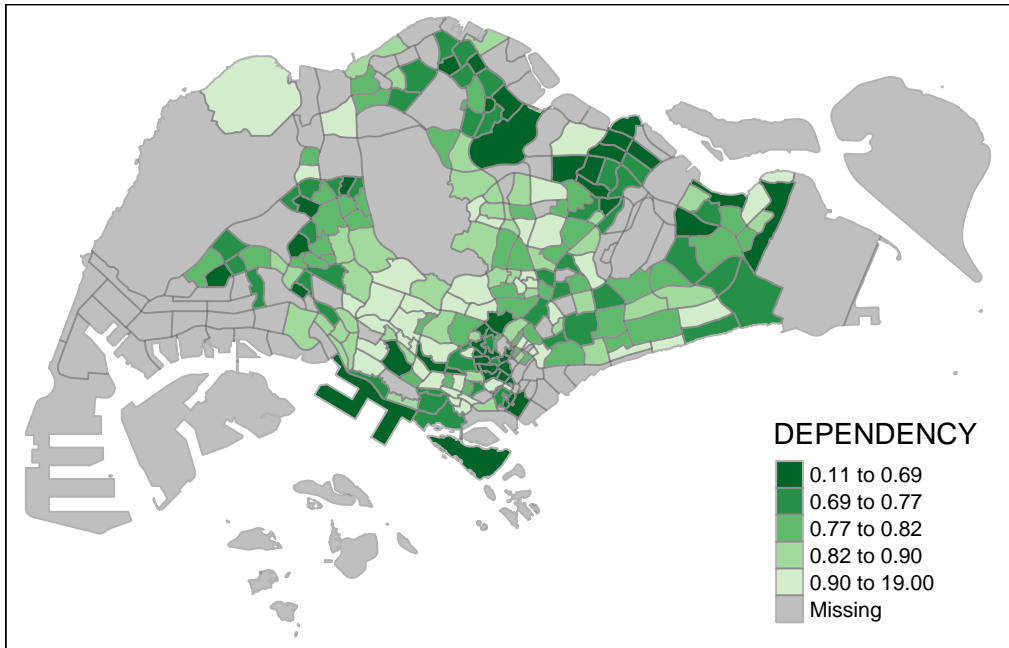 DEPENDENCY
0.11 to 0.69
0.69 to 0.77
0.77 to 0.82
0.82 to 0.90
0.90 to 19.00
Missing